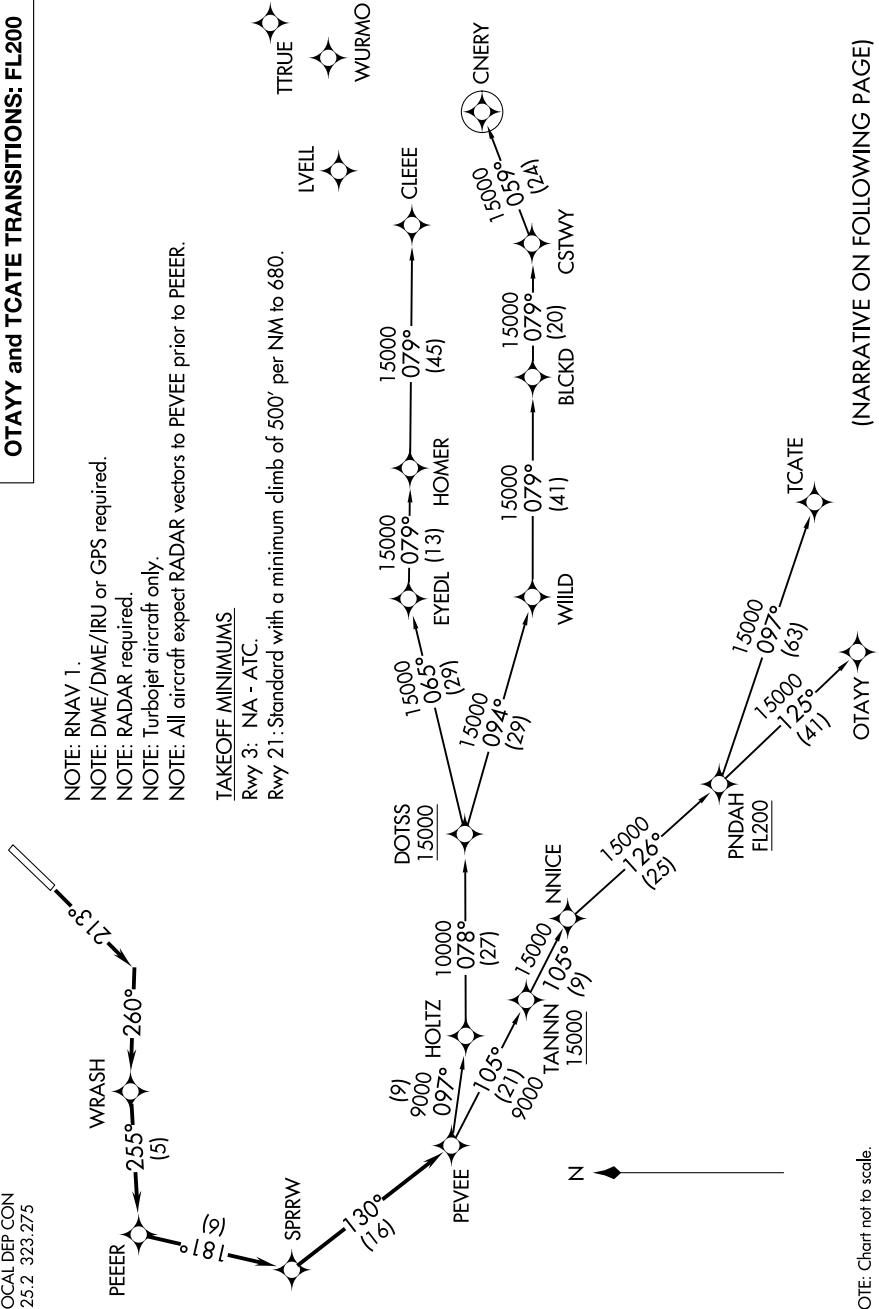 OTAYY and TCATE TRANSITIONS: FL200
NOTE: RNAV 1.
NOTE: DME/DME/IRU or GPS required.
NOTE: RADAR required.
NOTE: Turbojet aircraft only.
NOTE: All aircraft expect RADAR vectors to PEVEE prior to PEEER.
TAKEOFF MINIMUMS
Rwy 3: NA - ATC.
Rwy 21: Standard with a minimum climb of 500' per NM to 680.
OCAL DEP CON
25.2 323.275
213°
260°
WRASH
255°
(5)
PEEER
181°
(6)
SPRRW
130°
(16)
PEVEE
(9)
9000
097°
HOLTZ
10000
078°
(27)
DOTSS
15000
15000
065°
(29)
EYEDL
15000
079°
(13)
HOMER
15000
079°
(45)
CLEEE
LVELL
TTRUE
WURMO
15000
094°
(29)
WIILD
15000
079°
(41)
BLCKD
15000
079°
(20)
CSTWY
15000
059°
(24)
CNERY
105°
(21)
9000
TANNN
15000
15000
105°
(9)
NNICE
15000
126°
(25)
PNDAH
FL200
15000
097°
(63)
TCATE
15000
125°
(41)
OTAYY
N
OTE: Chart not to scale.
(NARRATIVE ON FOLLOWING PAGE)